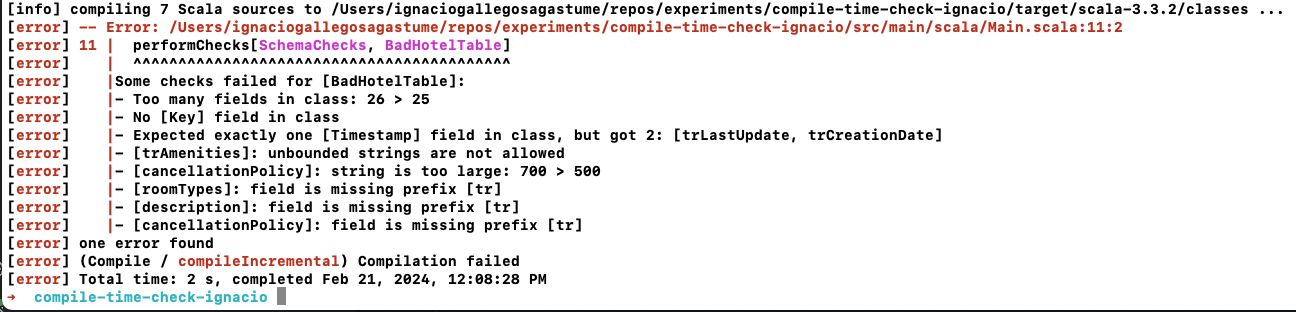 [info] compiling 7 Scala sources to /Users/ignaciogallegosagastume/repos/experiments/compile-time-check-ignacio/target/scala-3.3.2/classes ...
[error] -- Error: /Users/ignaciogallegosagastume/repos/experiments/compile-time-check-ignacio/src/main/scala/Main.scala:11:2
[error] 11 |  performChecks[SchemaChecks, BadHotelTable]
[error]    |  ^^^^^^^^^^^^^^^^^^^^^^^^^^^^^^^^^^^^^^^^^^
[error]    |Some checks failed for [BadHotelTable]:
[error]    |- Too many fields in class: 26 > 25
[error]    |- No [Key] field in class
[error]    |- Expected exactly one [Timestamp] field in class, but got 2: [trLastUpdate, trCreationDate]
[error]    |- [trAmenities]: unbounded strings are not allowed
[error]    |- [cancellationPolicy]: string is too large: 700 > 500
[error]    |- [roomTypes]: field is missing prefix [tr]
[error]    |- [description]: field is missing prefix [tr]
[error]    |- [cancellationPolicy]: field is missing prefix [tr]
[error] one error found
[error] (Compile / compileIncremental) Compilation failed
[error] Total time: 2 s, completed Feb 21, 2024, 12:08:28 PM
→ compile-time-check-ignacio